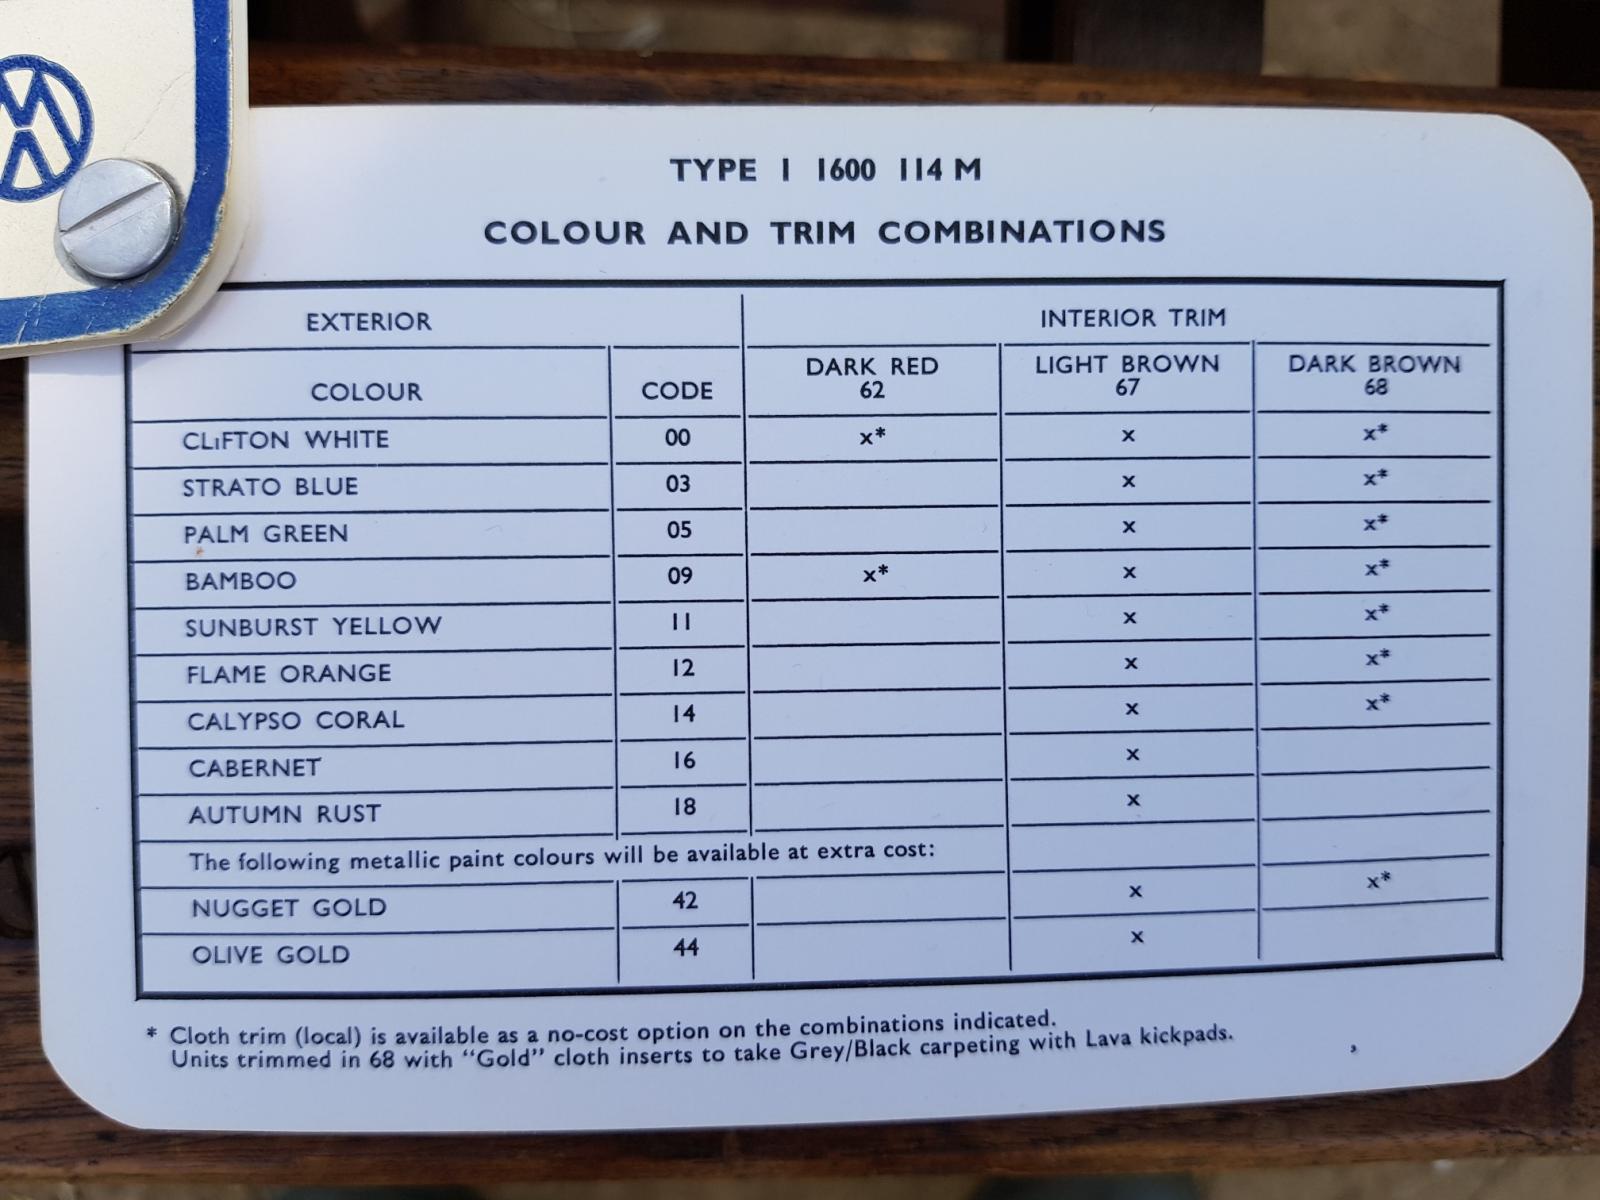 TYPE 1 1600 114 M
COLOUR AND TRIM COMBINATIONS
EXTERIOR INTERIOR TRIM
COLOUR CODE DARK RED 62 LIGHT BROWN 67 DARK BROWN 68
CLIFTON WHITE 00 x* x x*
STRATO BLUE 03 x x*
PALM GREEN 05 x x*
BAMBOO 09 x* x x*
SUNBURST YELLOW 11 x x*
FLAME ORANGE 12 x x*
CALYPSO CORAL 14 x x*
CABERNET 16 x
AUTUMN RUST 18 x
The following metallic paint colours will be available at extra cost:
NUGGET GOLD 42 x x*
OLIVE GOLD 44 x
* Cloth trim (local) is available as a no-cost option on the combinations indicated.
Units trimmed in 68 with “Gold” cloth inserts to take Grey/Black carpeting with Lava kickpads.